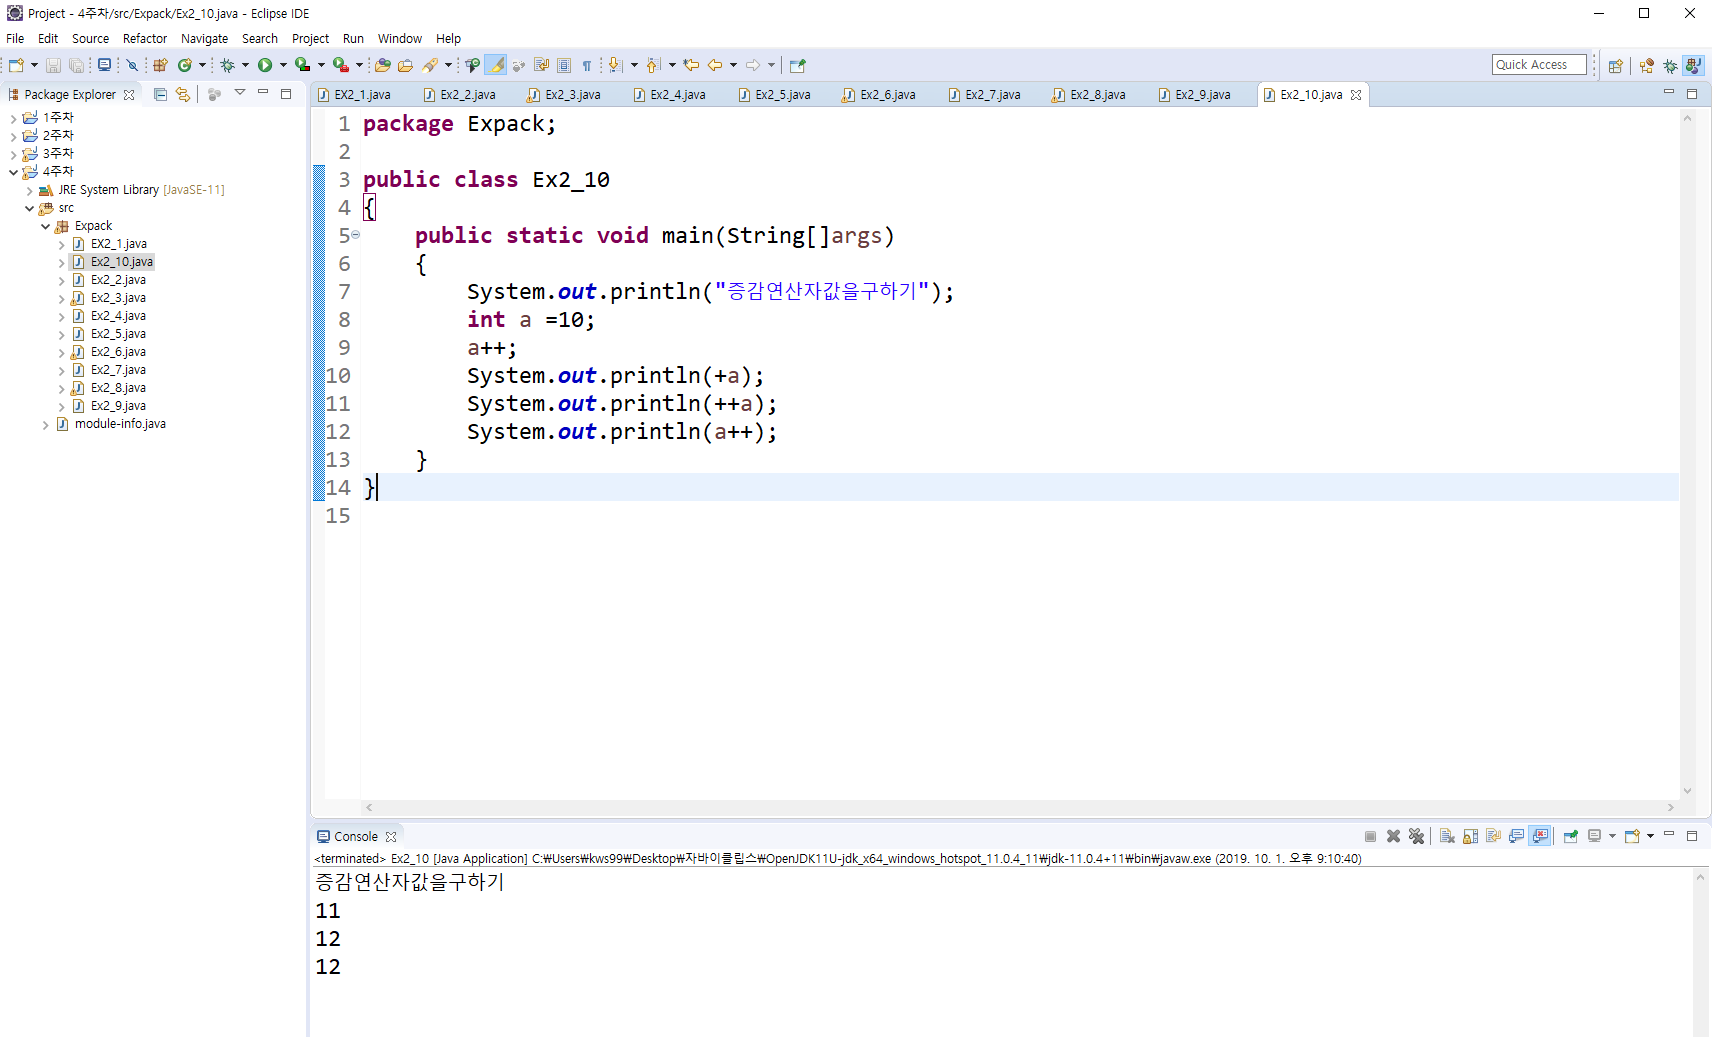 Project - 4주차/src/Expack/Ex2_10.java - Eclipse IDE
File Edit Source Refactor Navigate Search Project Run Window Help
Quick Access
Package Explorer
EX2_1.java Ex2_2.java Ex2_3.java Ex2_4.java Ex2_5.java Ex2_6.java Ex2_7.java Ex2_8.java Ex2_9.java Ex2_10.java
1주차
2주차
3주차
4주차
JRE System Library [JavaSE-11]
src
Expack
EX2_1.java
Ex2_10.java
Ex2_2.java
Ex2_3.java
Ex2_4.java
Ex2_5.java
Ex2_6.java
Ex2_7.java
Ex2_8.java
Ex2_9.java
module-info.java
1 package Expack;
2
3 public class Ex2_10
4 {
5 public static void main(String[]args)
6 {
7 System.out.println("증감연산자값을구하기");
8 int a =10;
9 a++;
10 System.out.println(+a);
11 System.out.println(++a);
12 System.out.println(a++);
13 }
14 }
15
Console
<terminated> Ex2_10 [Java Application] C:₩Users₩kws99₩Desktop₩자바이클립스₩OpenJDK11U-jdk_x64_windows_hotspot_11.0.4_11₩jdk-11.0.4+11₩bin₩javaw.exe (2019. 10. 1. 오후 9:10:40)
증감연산자값을구하기
11
12
12